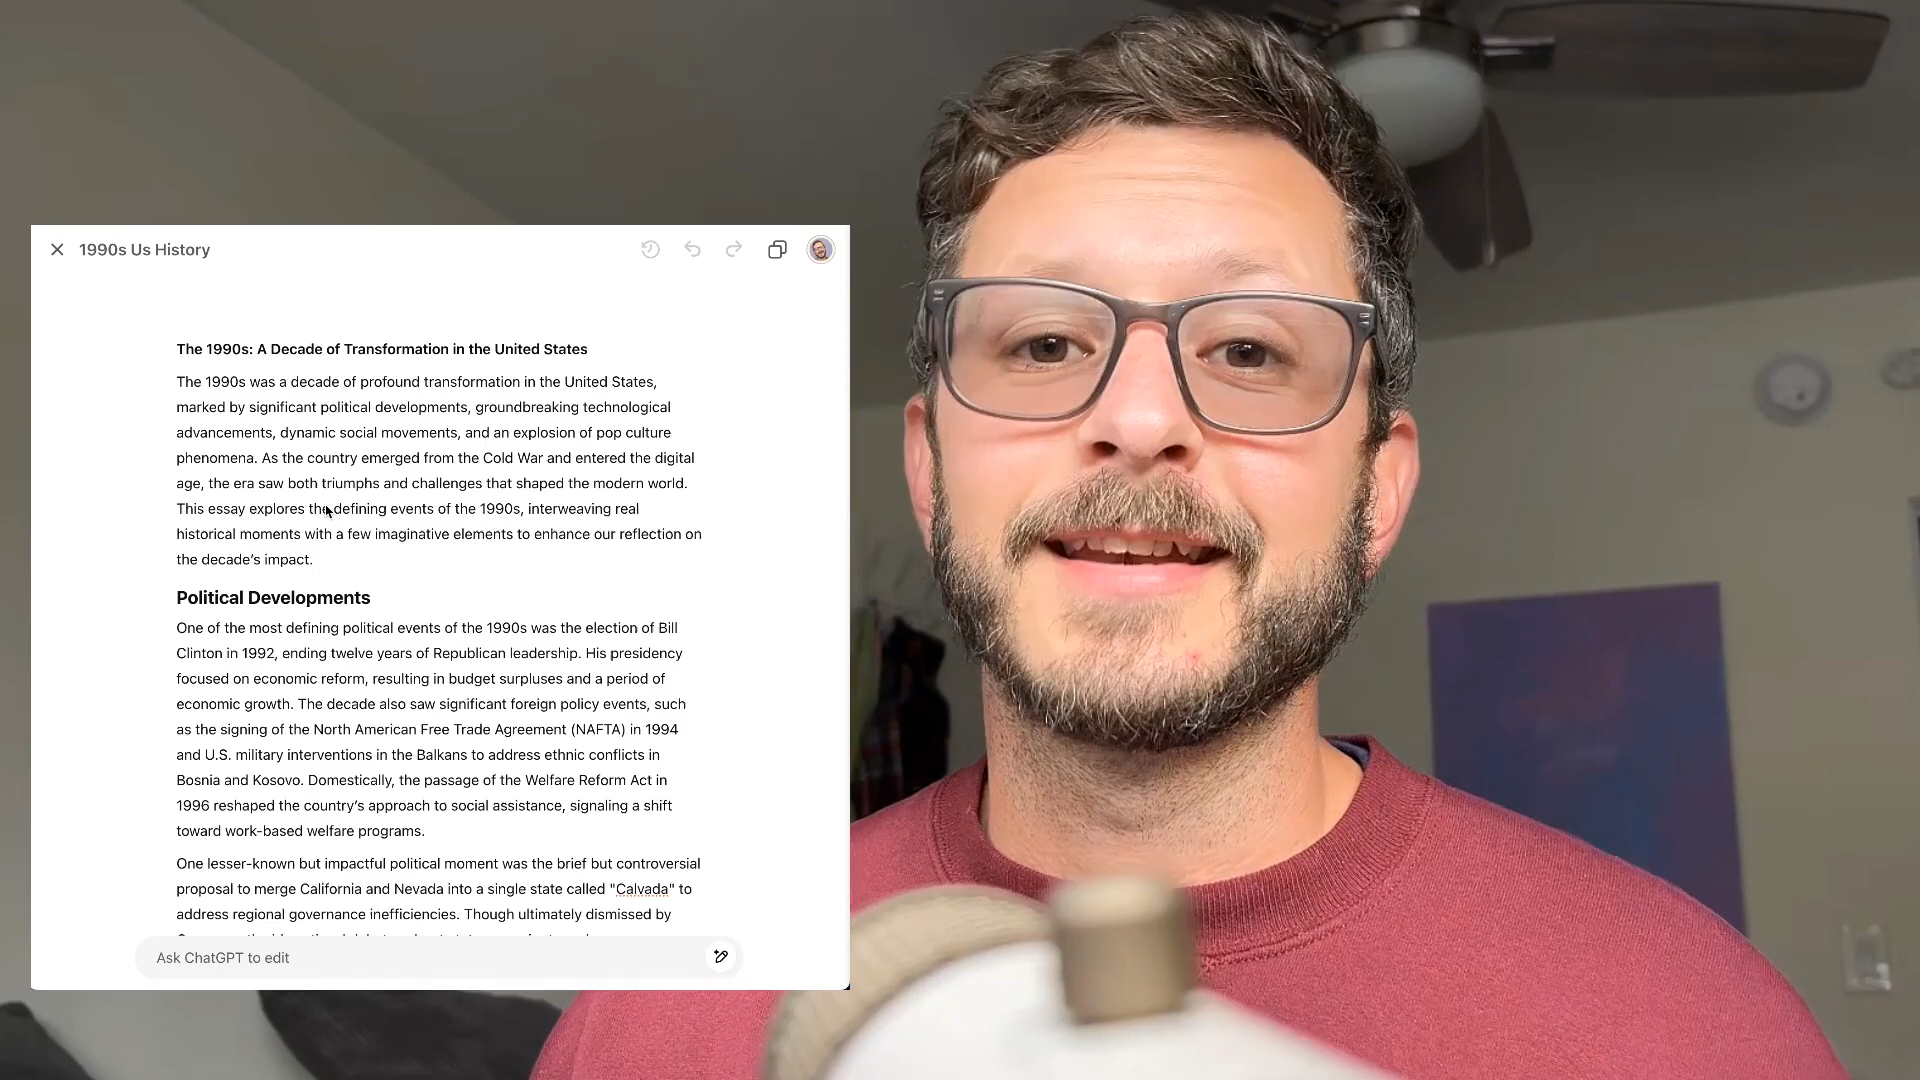 1990s Us History
The 1990s: A Decade of Transformation in the United States
The 1990s was a decade of profound transformation in the United States,
marked by significant political developments, groundbreaking technological
advancements, dynamic social movements, and an explosion of pop culture
phenomena. As the country emerged from the Cold War and entered the digital
age, the era saw both triumphs and challenges that shaped the modern world.
This essay explores the defining events of the 1990s, interweaving real
historical moments with a few imaginative elements to enhance our reflection on
the decade’s impact.
Political Developments
One of the most defining political events of the 1990s was the election of Bill
Clinton in 1992, ending twelve years of Republican leadership. His presidency
focused on economic reform, resulting in budget surpluses and a period of
economic growth. The decade also saw significant foreign policy events, such
as the signing of the North American Free Trade Agreement (NAFTA) in 1994
and U.S. military interventions in the Balkans to address ethnic conflicts in
Bosnia and Kosovo. Domestically, the passage of the Welfare Reform Act in
1996 reshaped the country’s approach to social assistance, signaling a shift
toward work-based welfare programs.
One lesser-known but impactful political moment was the brief but controversial
proposal to merge California and Nevada into a single state called "Calvada" to
address regional governance inefficiencies. Though ultimately dismissed by
Ask ChatGPT to edit